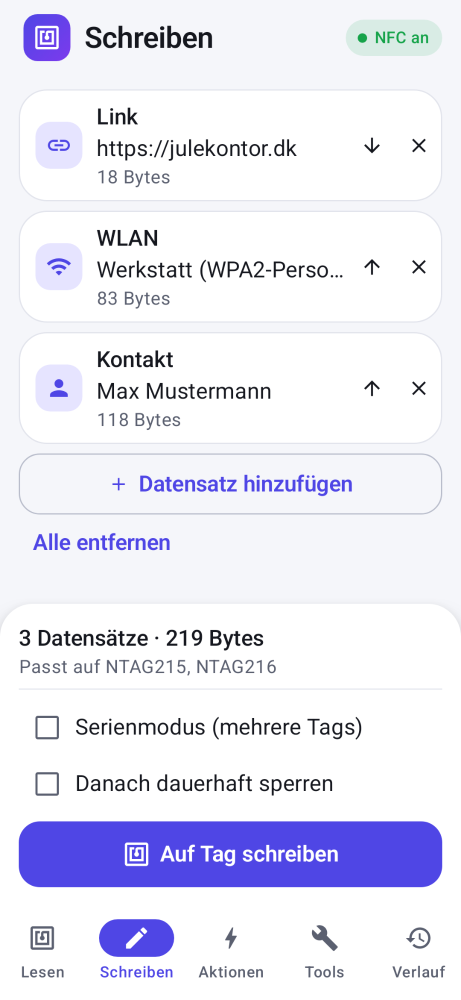 Schreiben
NFC an
Link
https://julekontor.dk
18 Bytes
WLAN
Werkstatt (WPA2-Perso…
83 Bytes
Kontakt
Max Mustermann
118 Bytes
+ Datensatz hinzufügen
Alle entfernen
3 Datensätze · 219 Bytes
Passt auf NTAG215, NTAG216
Serienmodus (mehrere Tags)
Danach dauerhaft sperren
Auf Tag schreiben
Lesen
Schreiben
Aktionen
Tools
Verlauf